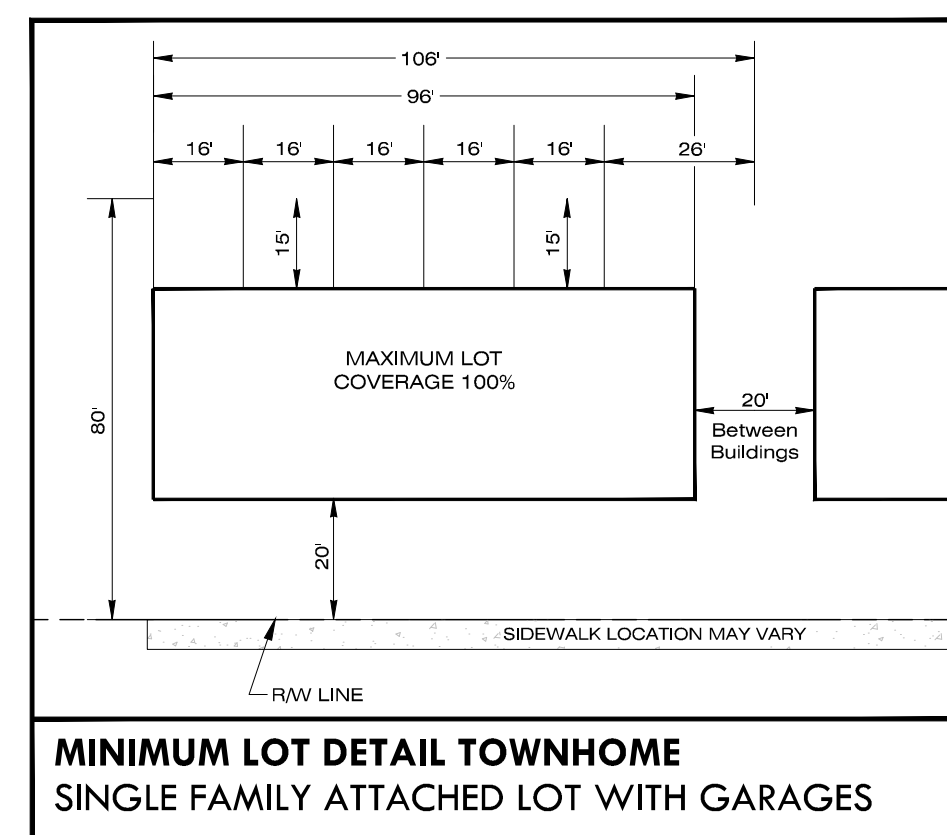 106'
96'
16' 16' 16' 16' 16' 26'
15' 15'
MAXIMUM LOT
COVERAGE 100%
80'
20'
Between
Buildings
20'
SIDEWALK LOCATION MAY VARY
R/W LINE
MINIMUM LOT DETAIL TOWNHOME
SINGLE FAMILY ATTACHED LOT WITH GARAGES